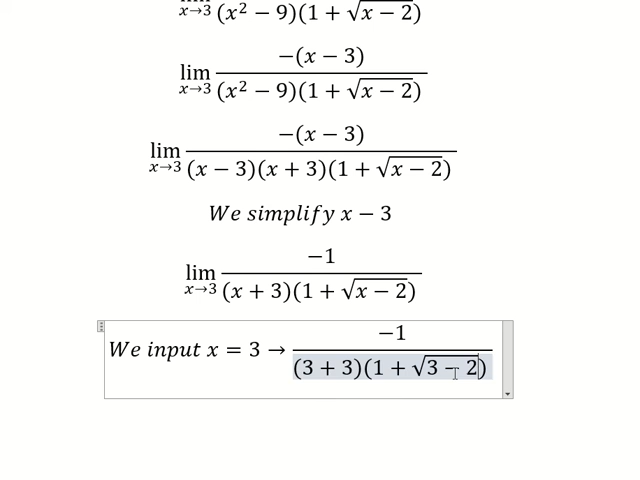 lim x→3 (x² − 9)(1 + √(x − 2))
lim x→3 −(x − 3) / (x² − 9)(1 + √(x − 2))
lim x→3 −(x − 3) / (x − 3)(x + 3)(1 + √(x − 2))
We simplify x − 3
lim x→3 −1 / (x + 3)(1 + √(x − 2))
We input x = 3 → −1 / (3 + 3)(1 + √(3 − 2))